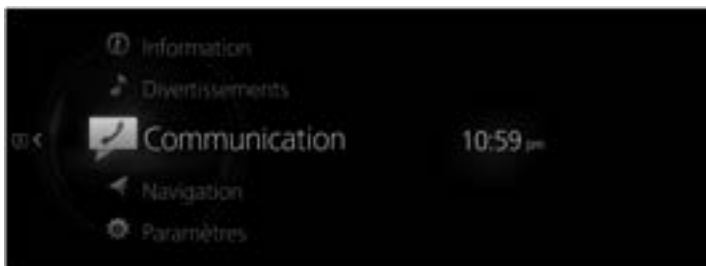 Information
Divertissements
Communication
10:59 pm
Navigation
Paramètres